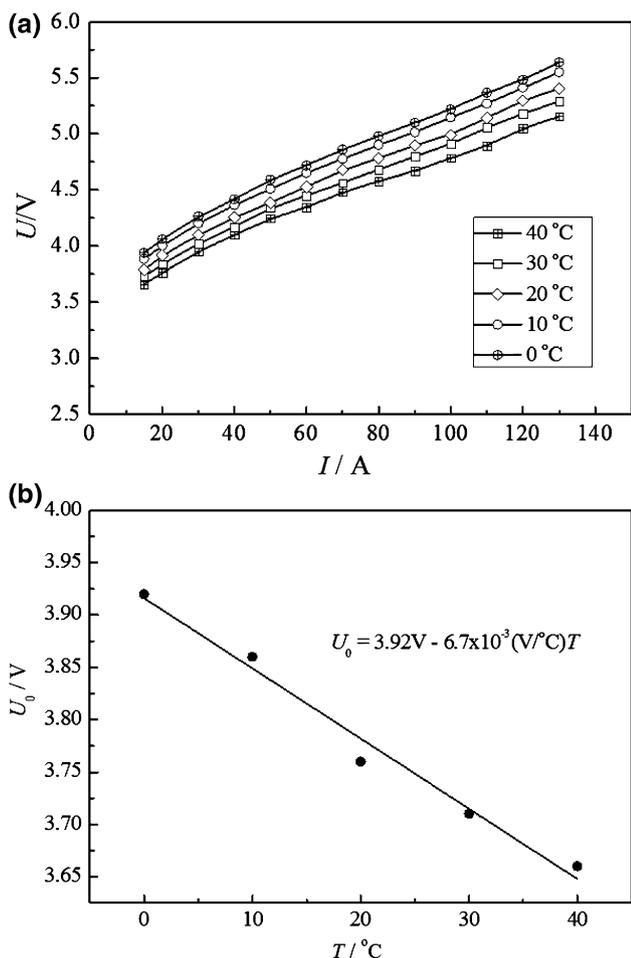 (a)
6.0
5.5
5.0
4.5
4.0
3.5
3.0
2.5
U/V
40 °C
30 °C
20 °C
10 °C
0 °C
0 20 40 60 80 100 120 140
I / A
(b)
4.00
3.95
3.90
3.85
3.80
3.75
3.70
3.65
U₀ / V
U₀ = 3.92V - 6.7x10⁻³(V/°C)T
0 10 20 30 40
T / °C